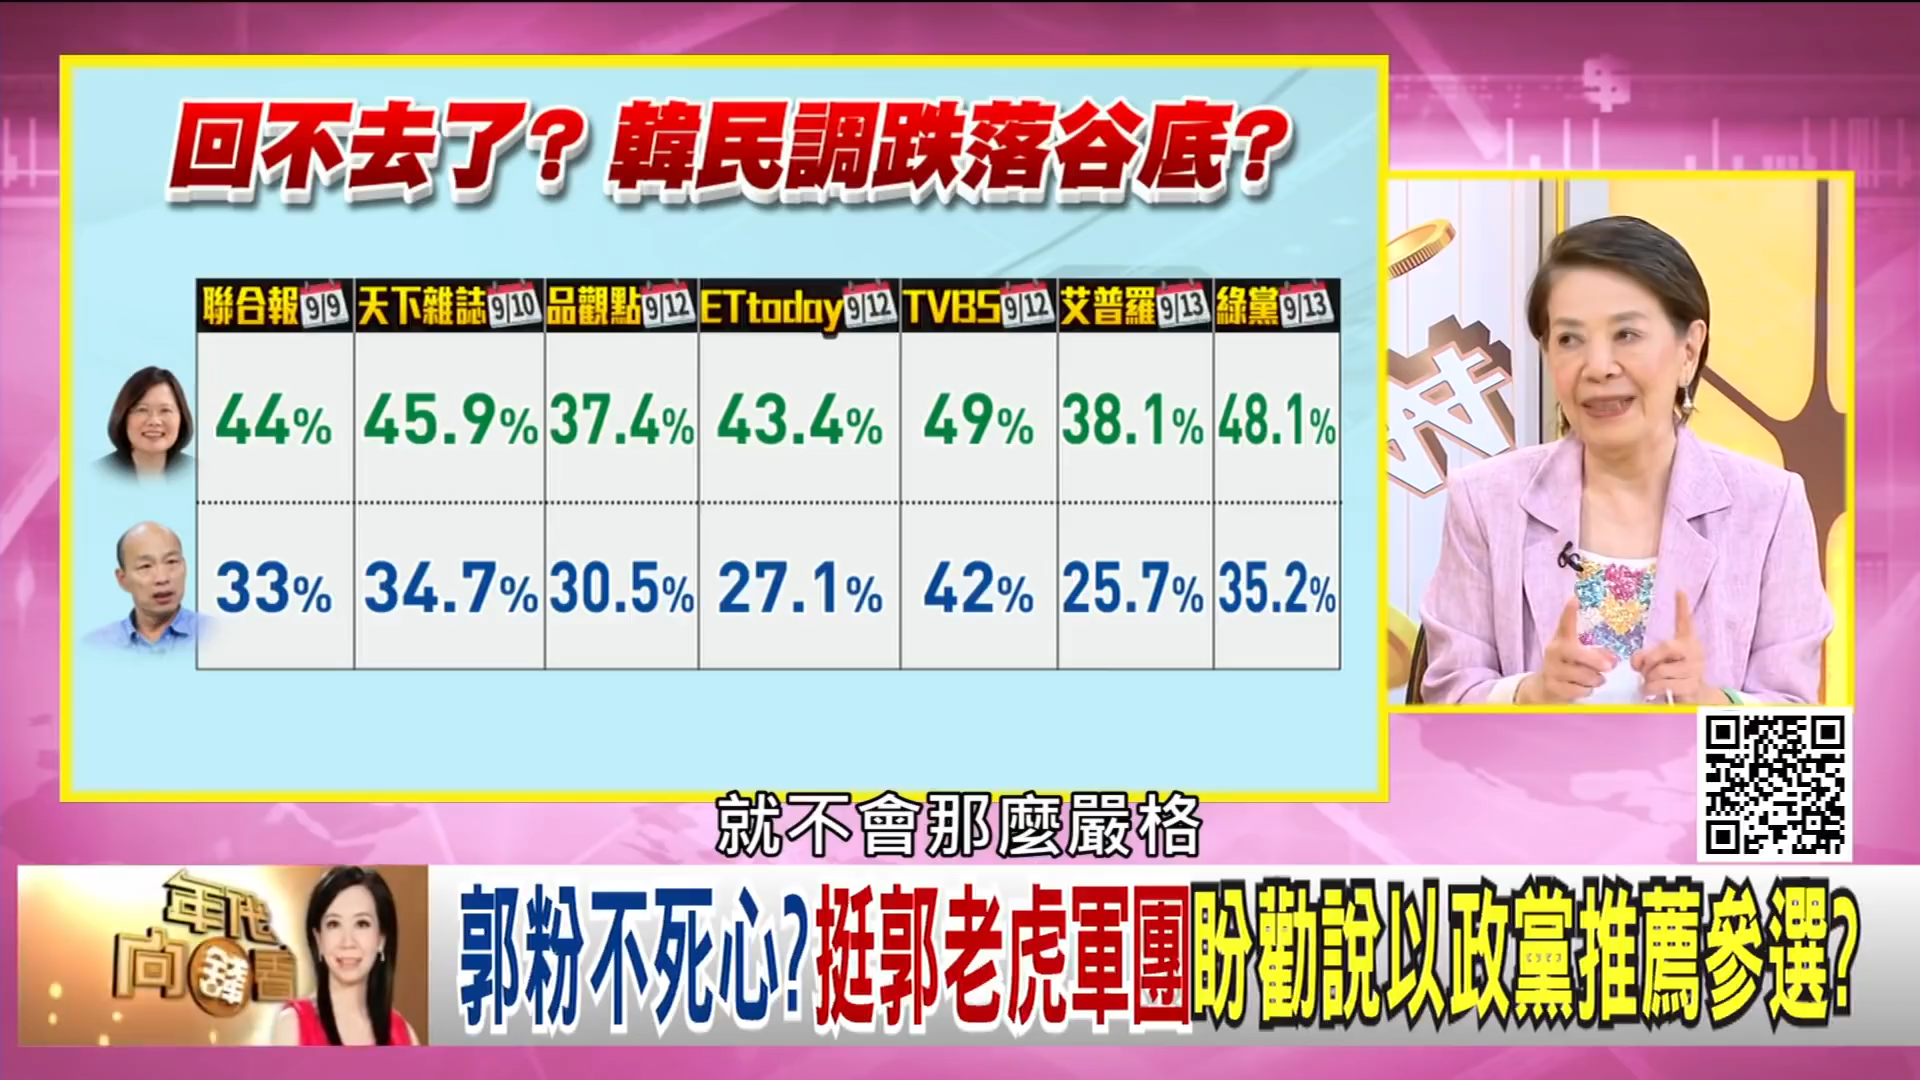 回不去了? 韓民調跌落谷底?
聯合報 9/9 天下雜誌 9/10 品觀點 9/12 ETtoday 9/12 TVBS 9/12 艾普羅 9/13 綠黨 9/13
44% 45.9% 37.4% 43.4% 49% 38.1% 48.1%
33% 34.7% 30.5% 27.1% 42% 25.7% 35.2%
就不會那麼嚴格
年代
向錢看
郭粉不死心?挺郭老虎軍團盼勸說以政黨推薦參選?